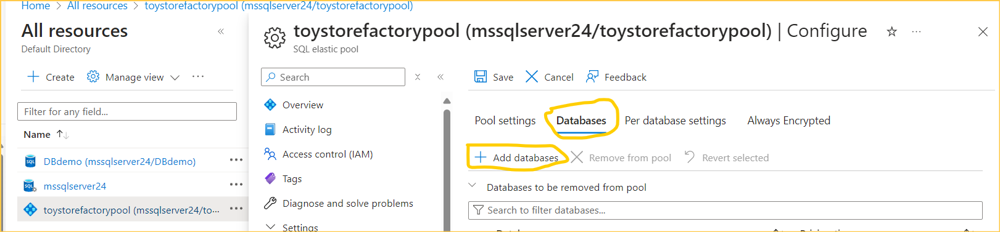 Home > All resources > toystorefactorypool (mssqlserver24/toystorefactorypool)
All resources
Default Directory
Create
Manage view
Filter for any field...
Name
DBdemo (mssqlserver24/DBdemo)
mssqlserver24
toystorefactorypool (mssqlserver24/to...
toystorefactorypool (mssqlserver24/toystorefactorypool) | Configure
SQL elastic pool
Search
Overview
Activity log
Access control (IAM)
Tags
Diagnose and solve problems
Settings
Save Cancel Feedback
Pool settings Databases Per database settings Always Encrypted
Add databases Remove from pool Revert selected
Databases to be removed from pool
Search to filter databases...